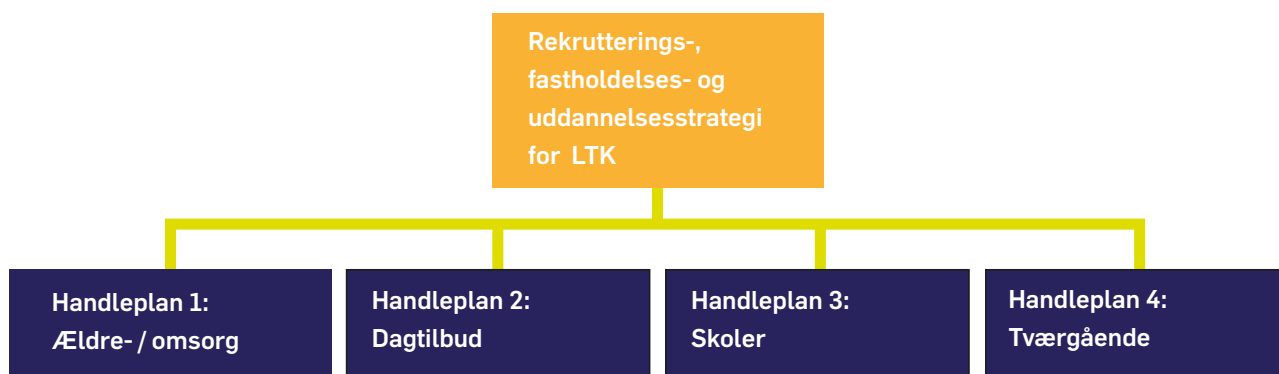 Rekrutterings-,
fastholdelses- og
uddannelsesstrategi
for LTK
Handleplan 1:
Ældre- / omsorg
Handleplan 2:
Dagtilbud
Handleplan 3:
Skoler
Handleplan 4:
Tværgående